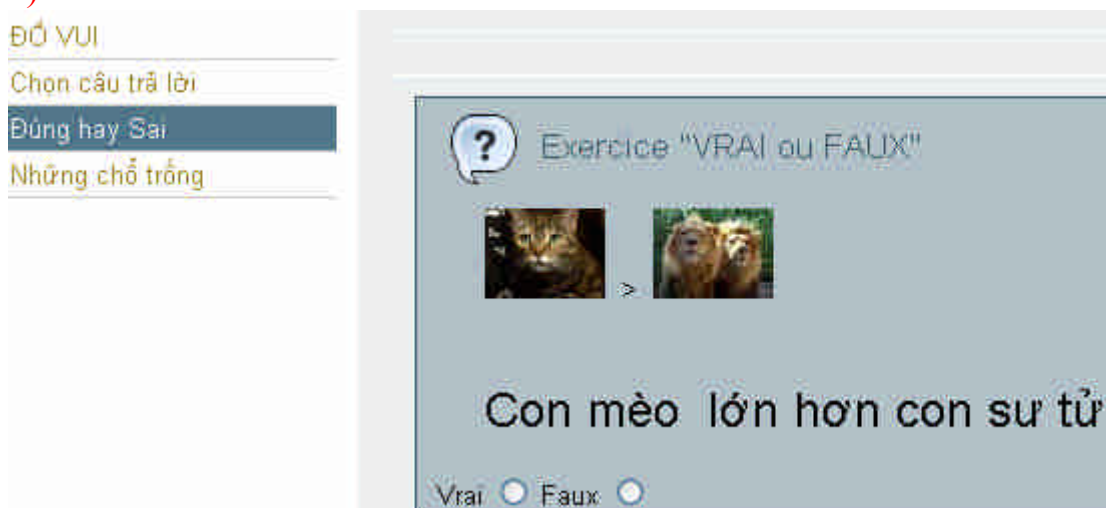 ĐỐ VUI
Chọn câu trả lời
Đúng hay Sai
Những chỗ trống
? Exercice "VRAI ou FAUX"
>
Con mèo lớn hơn con sư tử
Vrai Faux